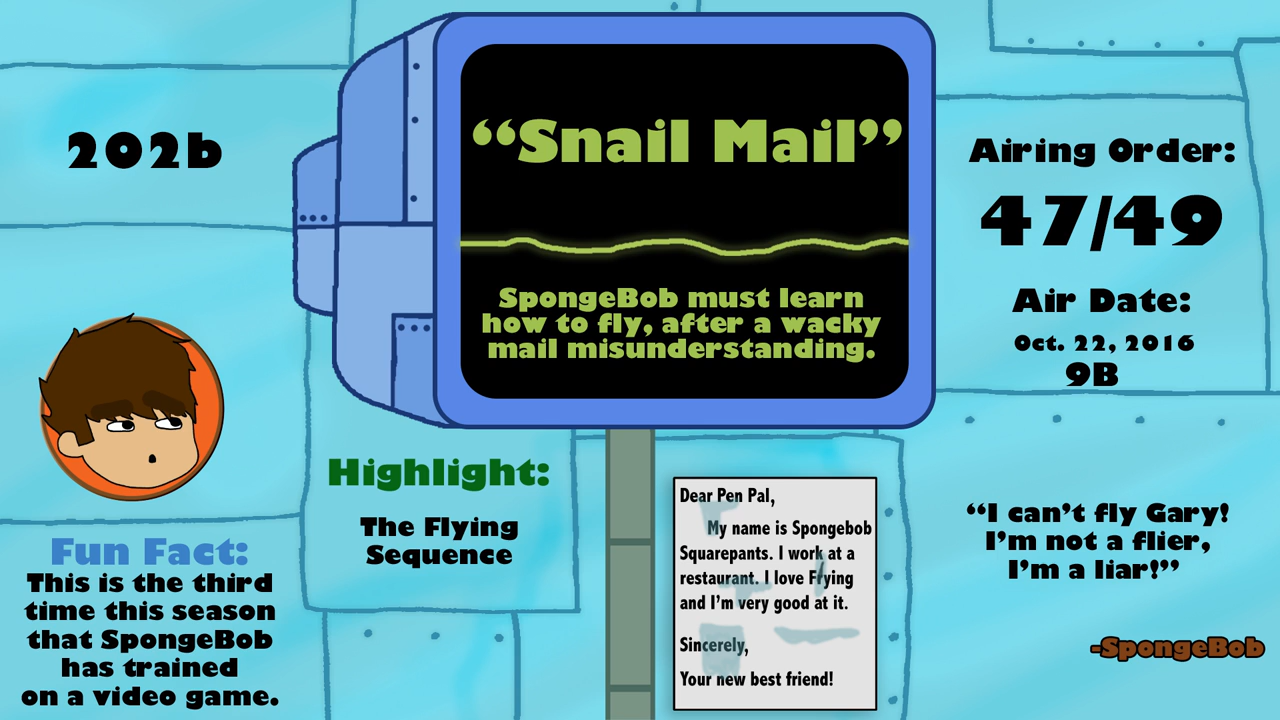 202b
“Snail Mail”
SpongeBob must learn
how to fly, after a wacky
mail misunderstanding.
Airing Order:
47/49
Air Date:
Oct. 22, 2016
9B
Highlight:
The Flying
Sequence
Fun Fact:
This is the third
time this season
that SpongeBob
has trained
on a video game.
Dear Pen Pal,
My name is Spongebob
Squarepants. I work at a
restaurant. I love Frying
and I’m very good at it.
Sincerely,
Your new best friend!
“I can’t fly Gary!
I’m not a flier,
I’m a liar!”
-SpongeBob